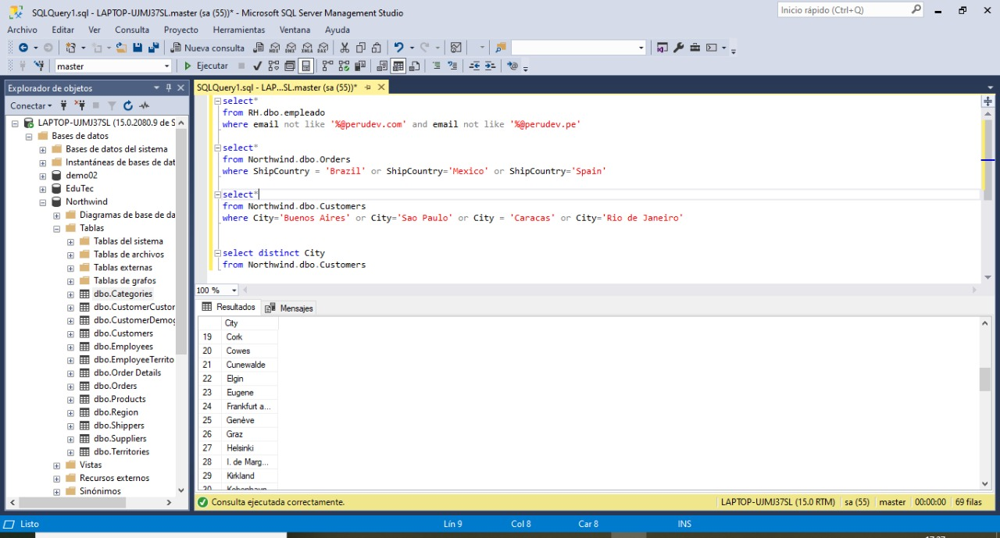 SQLQuery1.sql - LAPTOP-UJMJ37SL.master (sa (55))* - Microsoft SQL Server Management Studio
Inicio rápido (Ctrl+Q)
Archivo Editar Ver Consulta Proyecto Herramientas Ventana Ayuda
Nueva consulta
MDX DMX XMLA DAX
master Ejecutar
Explorador de objetos
Conectar
LAPTOP-UJMJ37SL (15.0.2080.9 de S
Bases de datos
Bases de datos del sistema
Instantáneas de bases de dat
demo02
EduTec
Northwind
Diagramas de base de da
Tablas
Tablas del sistema
Tablas de archivos
Tablas externas
Tablas de grafos
dbo.Categories
dbo.CustomerCustor
dbo.CustomerDemog
dbo.Customers
dbo.Employees
dbo.EmployeeTerrito
dbo.Order Details
dbo.Orders
dbo.Products
dbo.Region
dbo.Shippers
dbo.Suppliers
dbo.Territories
Vistas
Recursos externos
Sinónimos
SQLQuery1.sql - LAP...SL.master (sa (55))*
select*
from RH.dbo.empleado
where email not like '%@perudev.com' and email not like '%@perudev.pe'
select*
from Northwind.dbo.Orders
where ShipCountry = 'Brazil' or ShipCountry='Mexico' or ShipCountry='Spain'
select*
from Northwind.dbo.Customers
where City='Buenos Aires' or City='Sao Paulo' or City = 'Caracas' or City='Rio de Janeiro'
select distinct City
from Northwind.dbo.Customers
100 %
Resultados Mensajes
City
19 Cork
20 Cowes
21 Cunewalde
22 Elgin
23 Eugene
24 Frankfurt a...
25 Genève
26 Graz
27 Helsinki
28 I. de Marg...
29 Kirkland
30 Kobenhavn
Consulta ejecutada correctamente. LAPTOP-UJMJ37SL (15.0 RTM) sa (55) master 00:00:00 69 filas
Listo Lín 9 Col 8 Car 8 INS